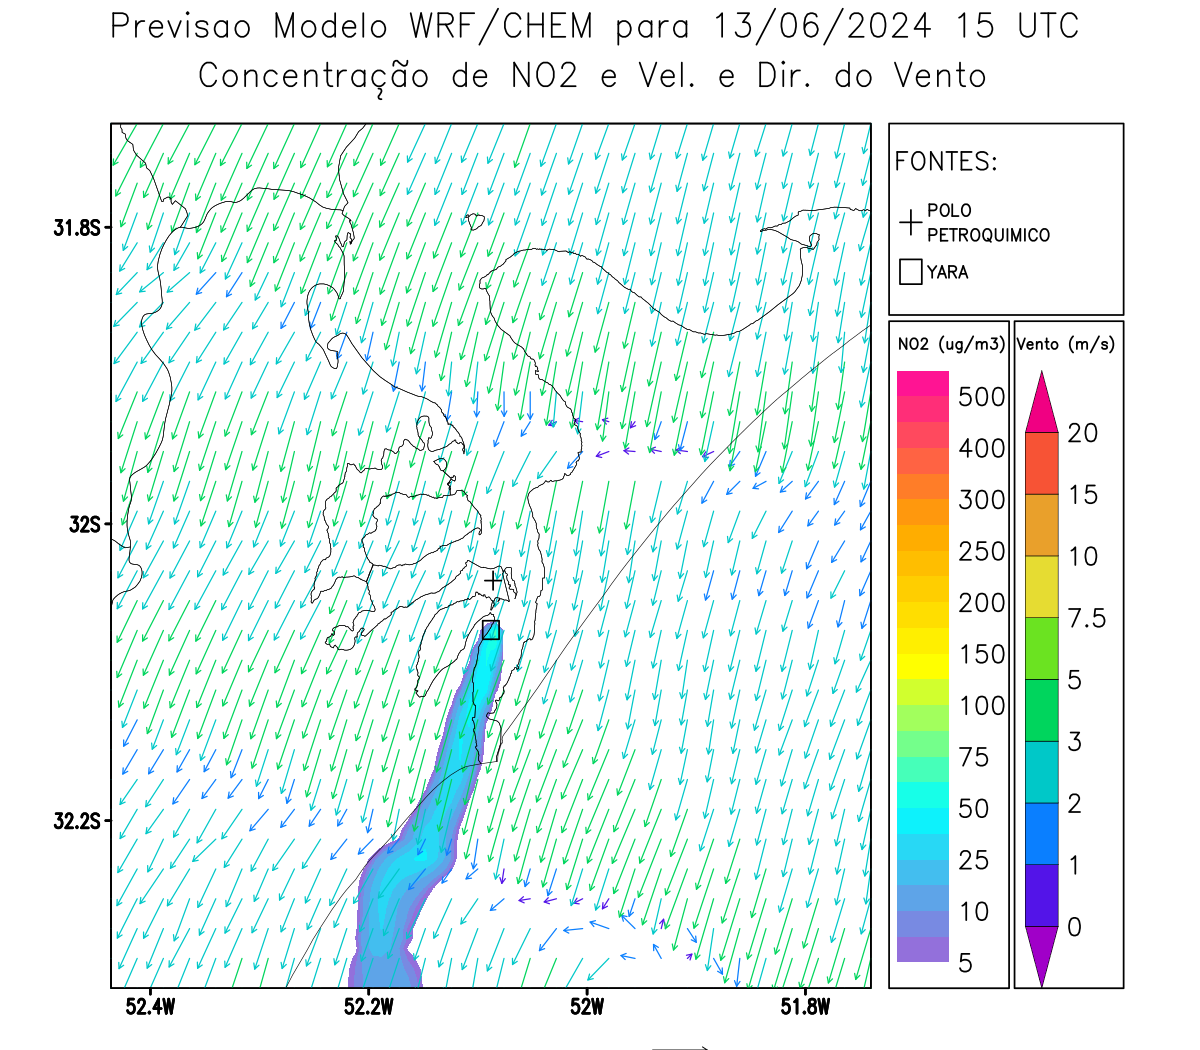 Previsao Modelo WRF/CHEM para 13/06/2024 15 UTC
Concentração de NO2 e Vel. e Dir. do Vento
FONTES:
POLO
PETROQUIMICO
YARA
31.8S
32S
32.2S
52.4W
52.2W
52W
51.8W
NO2 (ug/m3)
500
400
300
250
200
150
100
75
50
25
10
5
Vento (m/s)
20
15
10
7.5
5
3
2
1
0